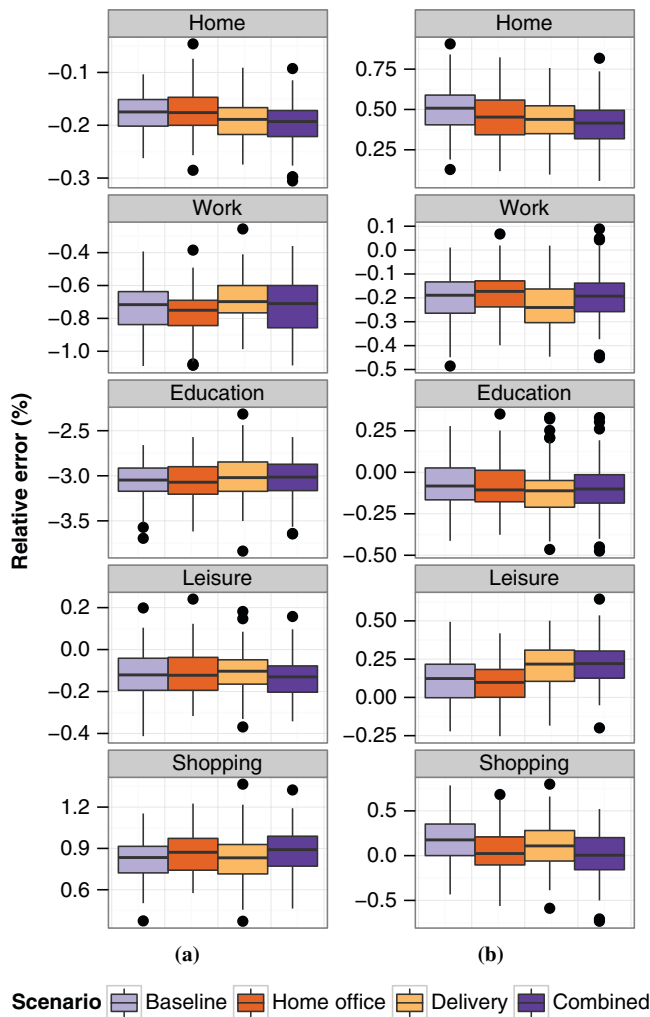 Home
−0.1
−0.2
−0.3
Work
−0.4
−0.6
−0.8
−1.0
Education
−2.5
−3.0
−3.5
Leisure
0.2
0.0
−0.2
−0.4
Shopping
1.2
0.9
0.6
(a)
Home
0.75
0.50
0.25
Work
0.1
0.0
−0.1
−0.2
−0.3
−0.4
−0.5
Education
0.25
0.00
−0.25
−0.50
Leisure
0.50
0.25
0.00
−0.25
Shopping
0.5
0.0
−0.5
(b)
Relative error (%)
Scenario Baseline Home office Delivery Combined